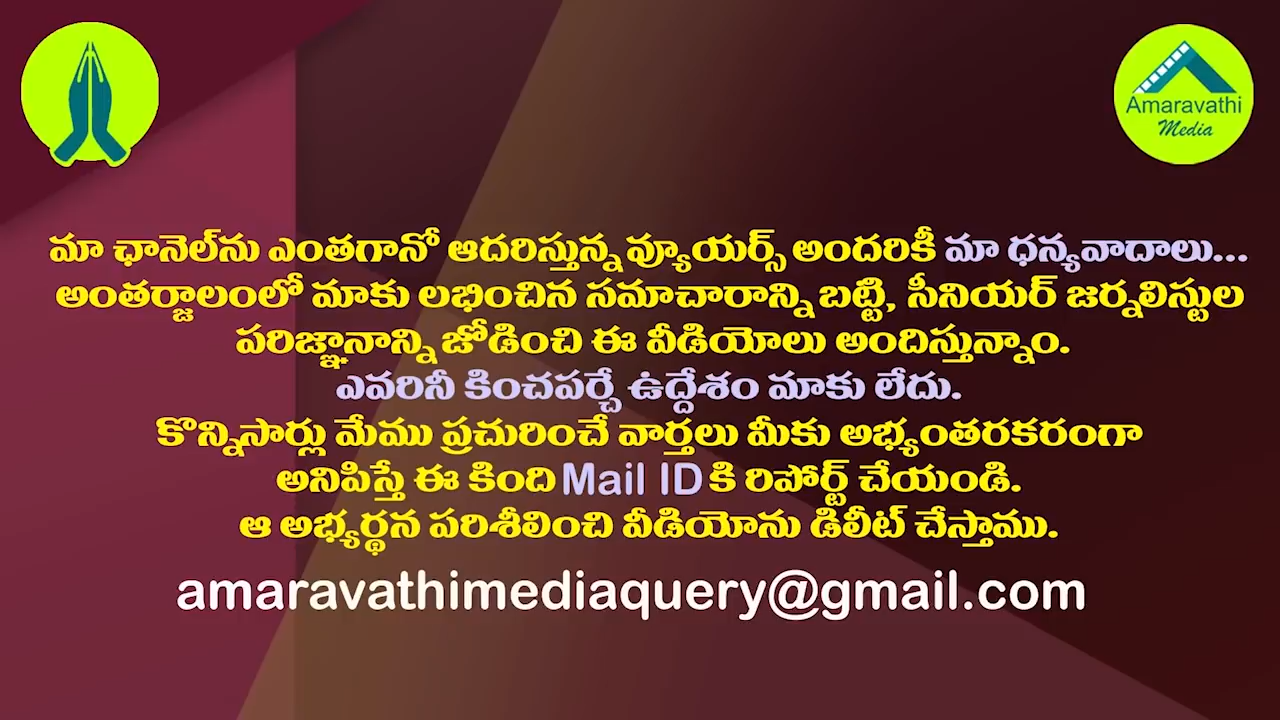 Amaravathi
Media
మా ఛానెల్‌ను ఎంతగానో ఆదరిస్తున్న వ్యూయర్స్ అందరికీ మా ధన్యవాదాలు...
అంతర్జాలంలో మాకు లభించిన సమాచారాన్ని బట్టి, సీనియర్ జర్నలిస్టుల
పరిజ్ఞానాన్ని జోడించి ఈ వీడియోలు అందిస్తున్నాం.
ఎవరినీ కించపర్చే ఉద్దేశం మాకు లేదు.
కొన్నిసార్లు మేము ప్రచురించే వార్తలు మీకు అభ్యంతరకరంగా
అనిపిస్తే ఈ కింది Mail ID కి రిపోర్ట్ చేయండి.
ఆ అభ్యర్థన పరిశీలించి వీడియోను డిలీట్ చేస్తాము.
amaravathimediaquery@gmail.com